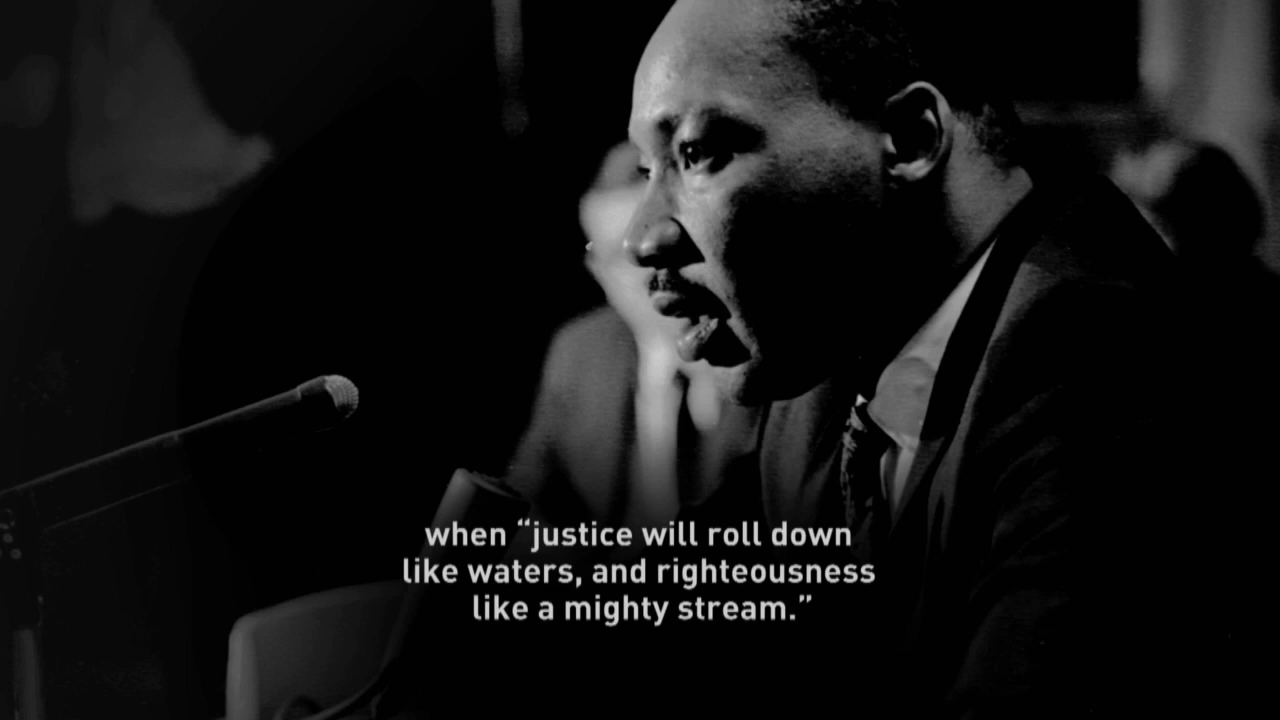 when “justice will roll down
like waters, and righteousness
like a mighty stream.”